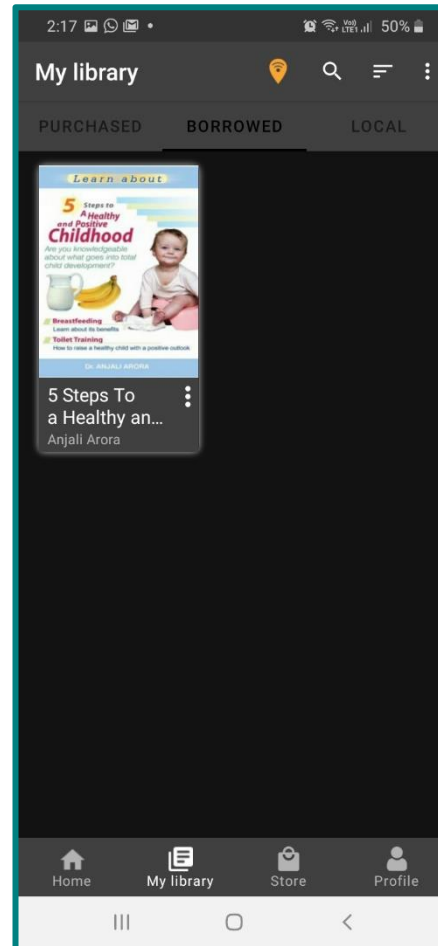 2:17
Vo))
LTE1
50%
My library
PURCHASED BORROWED LOCAL
Learn about
5 Steps to
A Healthy
and Positive
Childhood
Are you knowledgeable
about what goes into total
child development?
Breastfeeding
Learn about its benefits
Toilet Training
How to raise a healthy child with a positive outlook
Dr. ANJALI ARORA
5 Steps To
a Healthy an...
Anjali Arora
Home My library Store Profile